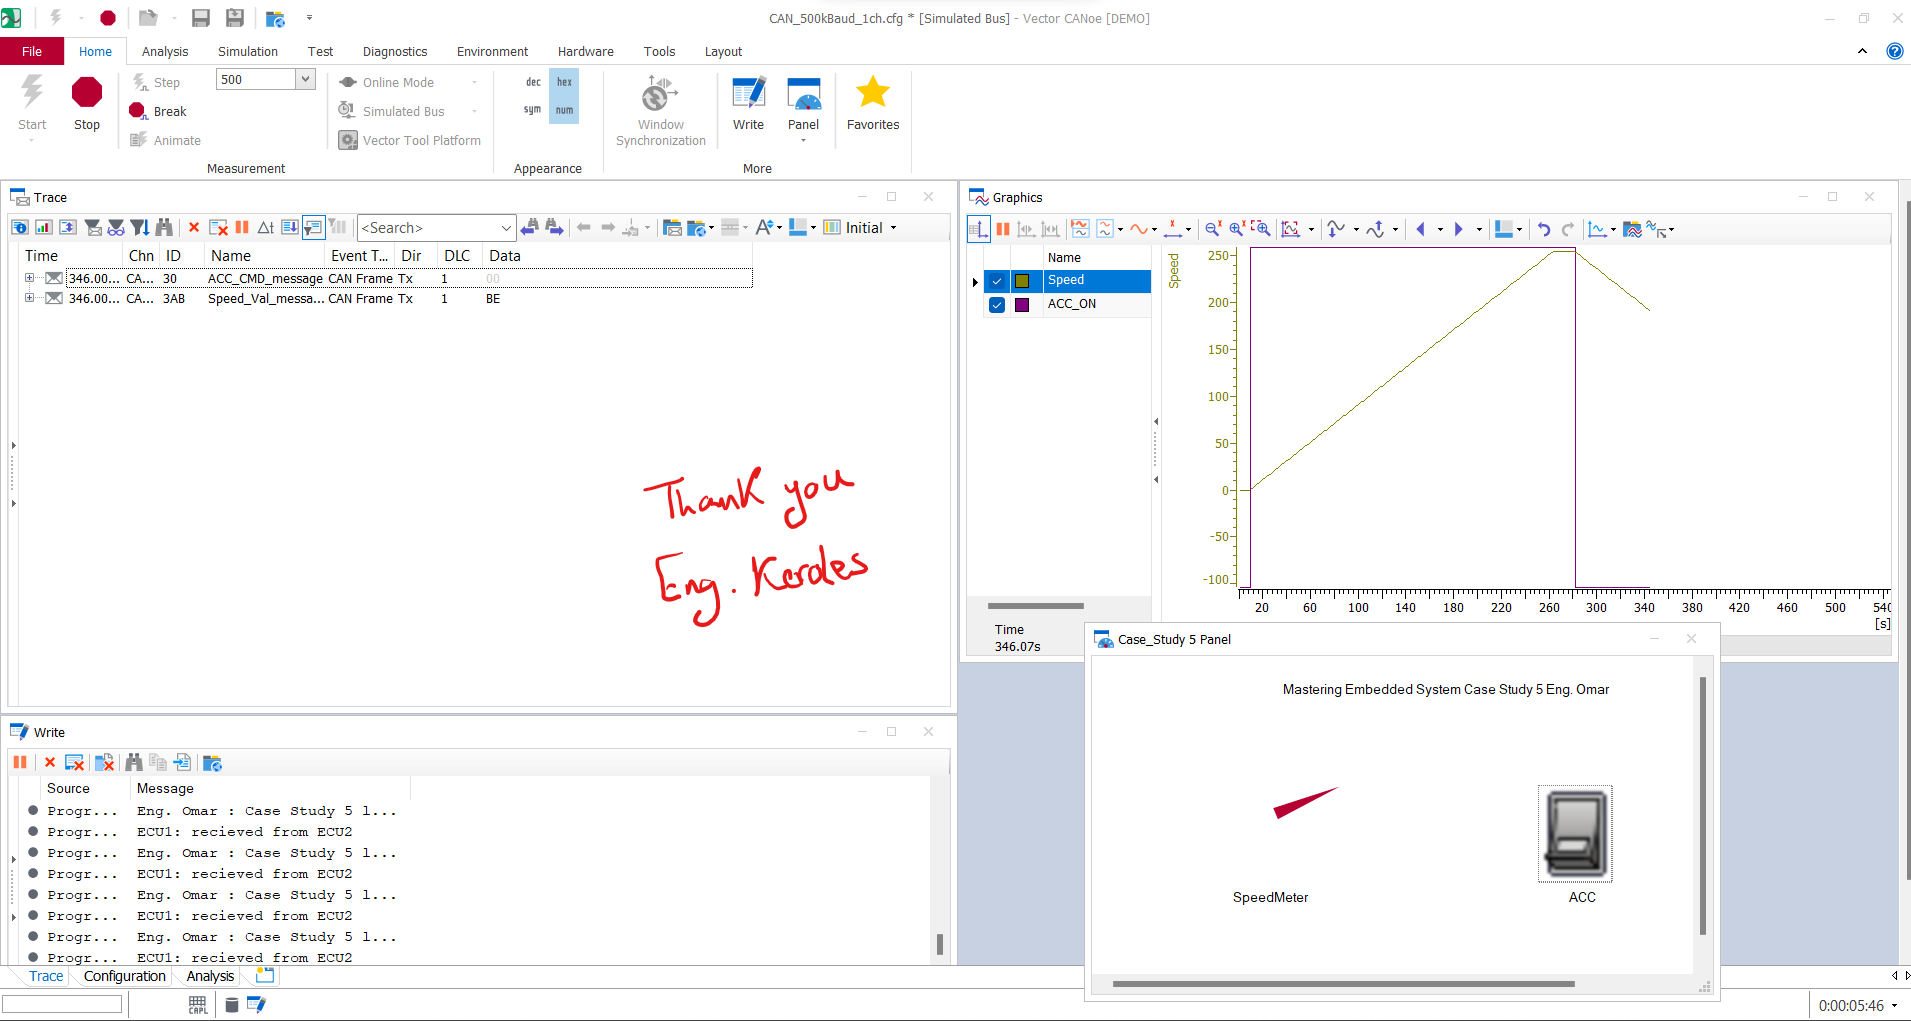 CAN_500kBaud_1ch.cfg * [Simulated Bus] - Vector CANoe [DEMO]
File Home Analysis Simulation Test Diagnostics Environment Hardware Tools Layout
Start
Stop
Step
Break
Animate
500
Online Mode
Simulated Bus
Vector Tool Platform
Measurement
dec hex
sym num
Appearance
Window
Synchronization
Write
Panel
More
Favorites
Trace
<Search>
Initial
Time Chn ID Name Event T... Dir DLC Data
346.00... CA... 30 ACC_CMD_message CAN Frame Tx 1 00
346.00... CA... 3AB Speed_Val_messa... CAN Frame Tx 1 BE
Thank you
Eng. Keroles
Graphics
Name
Speed
ACC_ON
Time
346.07s
Speed
250
200
150
100
50
0
-50
-100
20 60 100 140 180 220 260 300 340 380 420 460 500 540
[s]
Write
Source Message
Progr... Eng. Omar : Case Study 5 l...
Progr... ECU1: recieved from ECU2
Progr... Eng. Omar : Case Study 5 l...
Progr... ECU1: recieved from ECU2
Progr... Eng. Omar : Case Study 5 l...
Progr... ECU1: recieved from ECU2
Progr... Eng. Omar : Case Study 5 l...
Progr... ECU1: recieved from ECU2
Case_Study 5 Panel
Mastering Embedded System Case Study 5 Eng. Omar
SpeedMeter
ACC
Trace Configuration Analysis
CAPL
0:00:05:46